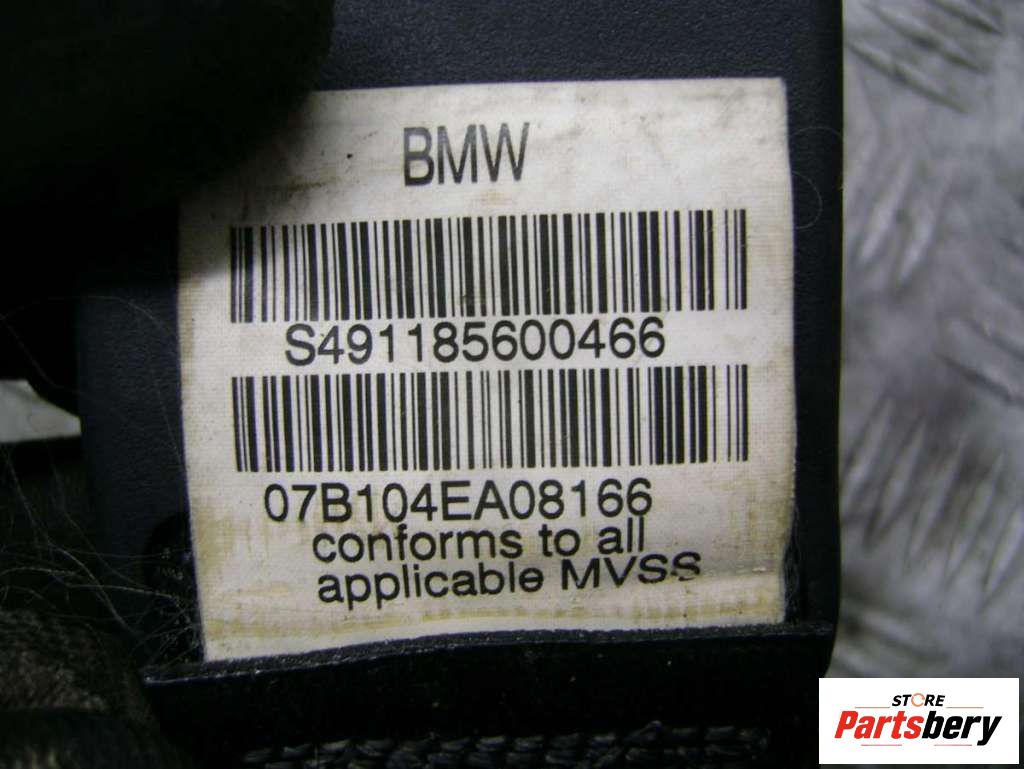 BMW
S491185600466
07B104EA08166
conforms to all
applicable MVSS
STORE
Partsbery